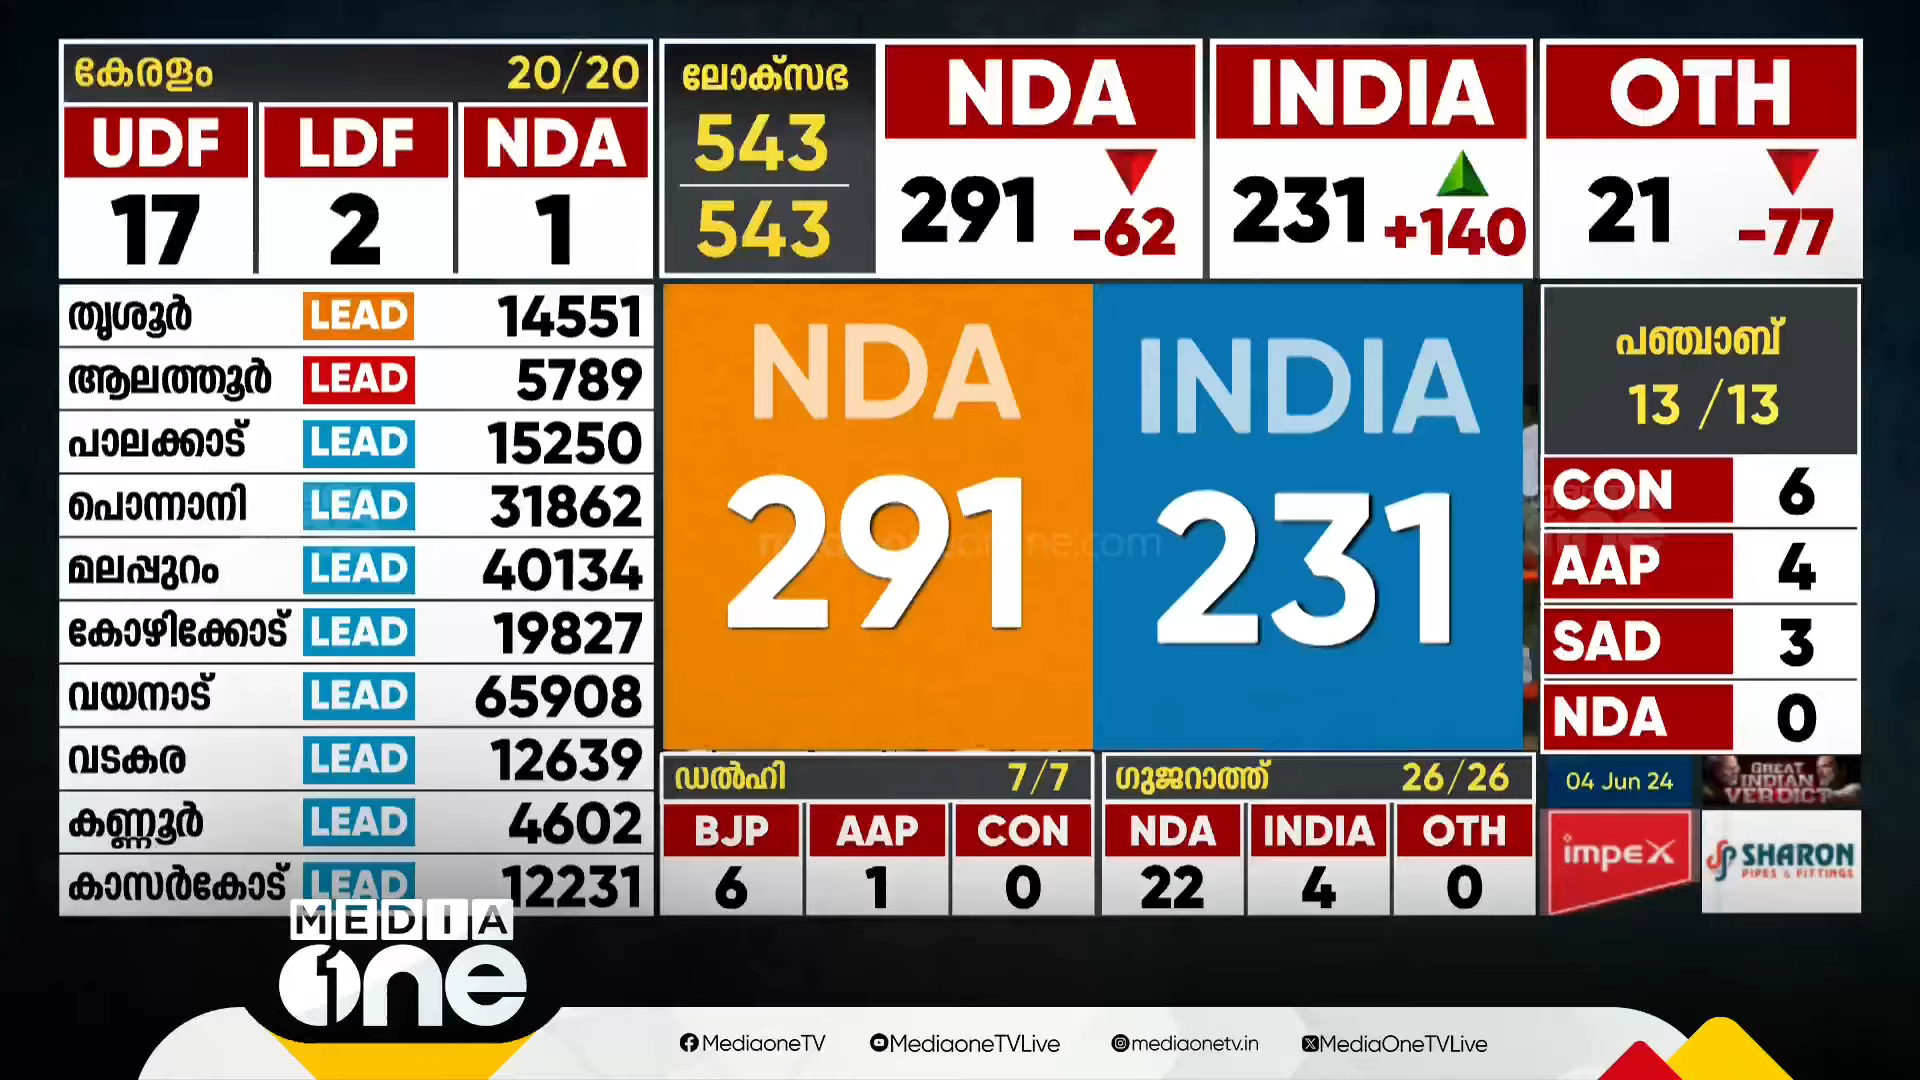 കേരളം 20/20
UDF LDF NDA
17 2 1
തൃശൂർ LEAD 14551
ആലത്തൂർ LEAD 5789
പാലക്കാട് LEAD 15250
പൊന്നാനി LEAD 31862
മലപ്പുറം LEAD 40134
കോഴിക്കോട് LEAD 19827
വയനാട് LEAD 65908
വടകര LEAD 12639
കണ്ണൂർ LEAD 4602
കാസർകോട് LEAD 12231
ലോക്സഭ
543
543
NDA
291 -62
INDIA
231 +140
OTH
21 -77
NDA
291
INDIA
231
പഞ്ചാബ്
13 /13
CON 6
AAP 4
SAD 3
NDA 0
ഡൽഹി 7/7
BJP AAP CON
6 1 0
ഗുജറാത്ത് 26/26
NDA INDIA OTH
22 4 0
04 Jun 24
GREAT
INDIAN
VERDICT
impex
SHARON
PIPES & FITTINGS
MEDIA
one
MediaoneTV
MediaoneTVLive
mediaonetv.in
MediaOneTVLive